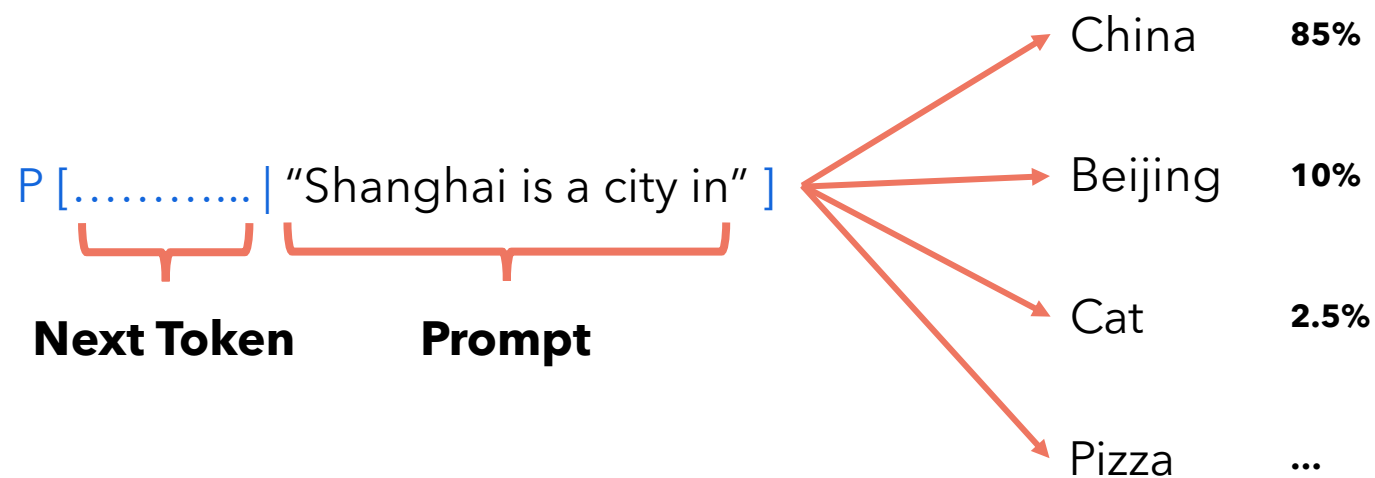 China 85%
P [………... | “Shanghai is a city in” ]
Beijing 10%
Next Token Prompt
Cat 2.5%
Pizza ...